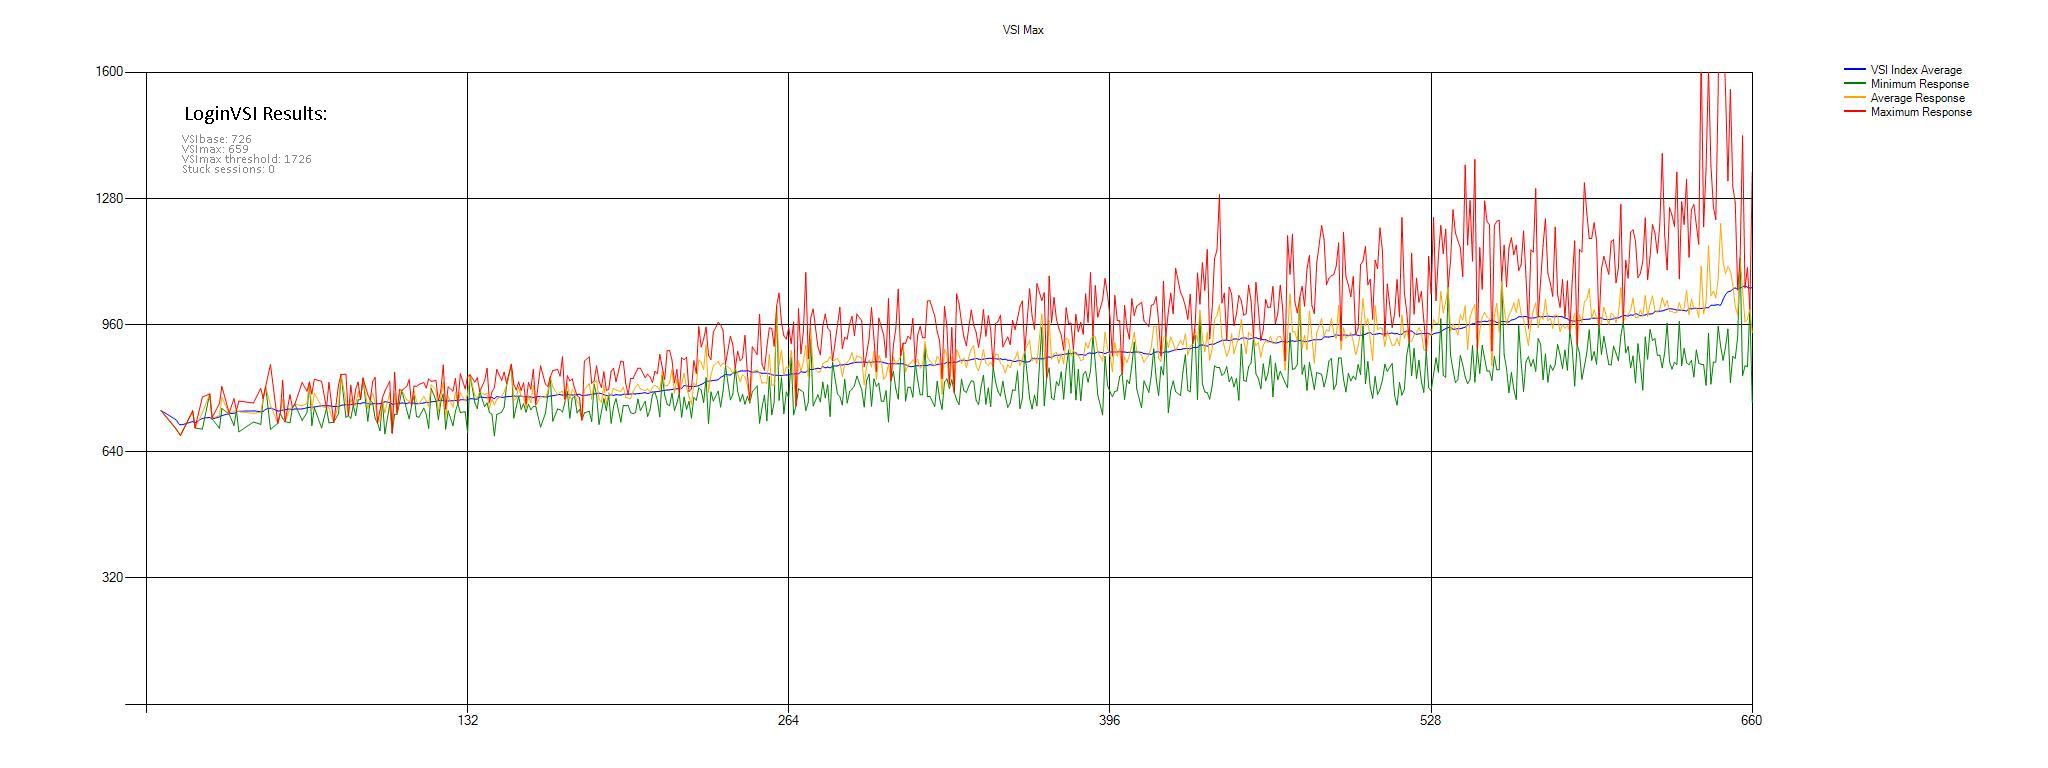 VSI Max
1600
1280
960
640
320
LoginVSI Results:
VSIbase: 726
VSImax: 659
VSImax threshold: 1726
Stuck sessions: 0
132
264
396
528
660
VSI Index Average
Minimum Response
Average Response
Maximum Response